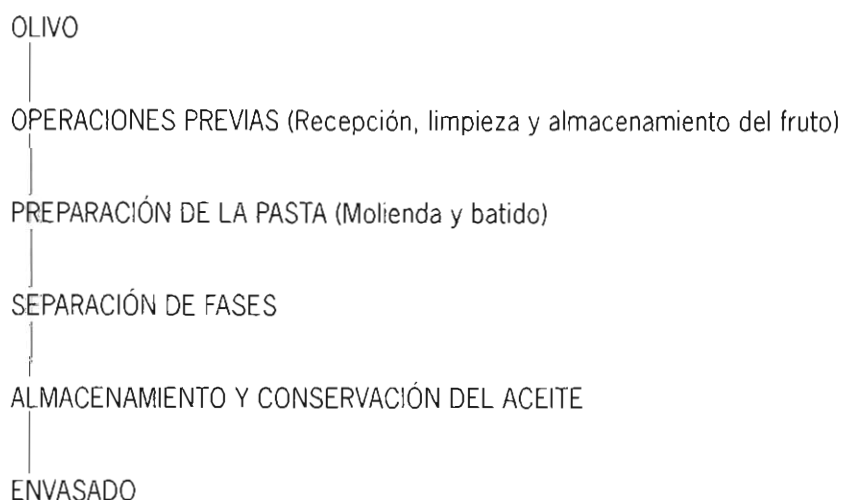 OLIVO
OPERACIONES PREVIAS (Recepción, limpieza y almacenamiento del fruto)
PREPARACIÓN DE LA PASTA (Molienda y batido)
SEPARACIÓN DE FASES
ALMACENAMIENTO Y CONSERVACIÓN DEL ACEITE
ENVASADO